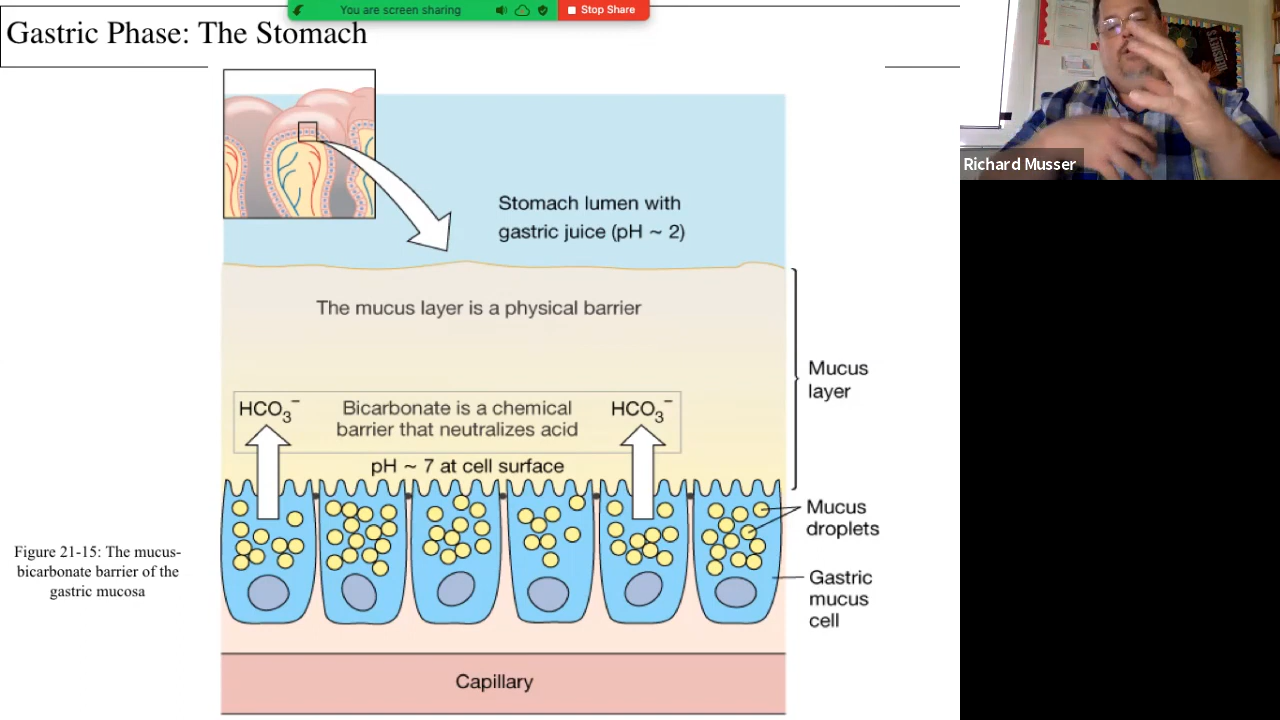 You are screen sharing
Stop Share
Gastric Phase: The Stomach
HERSHEY'S
Richard Musser
Stomach lumen with
gastric juice (pH ~ 2)
The mucus layer is a physical barrier
Mucus
layer
HCO₃⁻
Bicarbonate is a chemical
barrier that neutralizes acid
HCO₃⁻
pH ~ 7 at cell surface
Mucus
droplets
Figure 21-15: The mucus-
bicarbonate barrier of the
gastric mucosa
Gastric
mucus
cell
Capillary